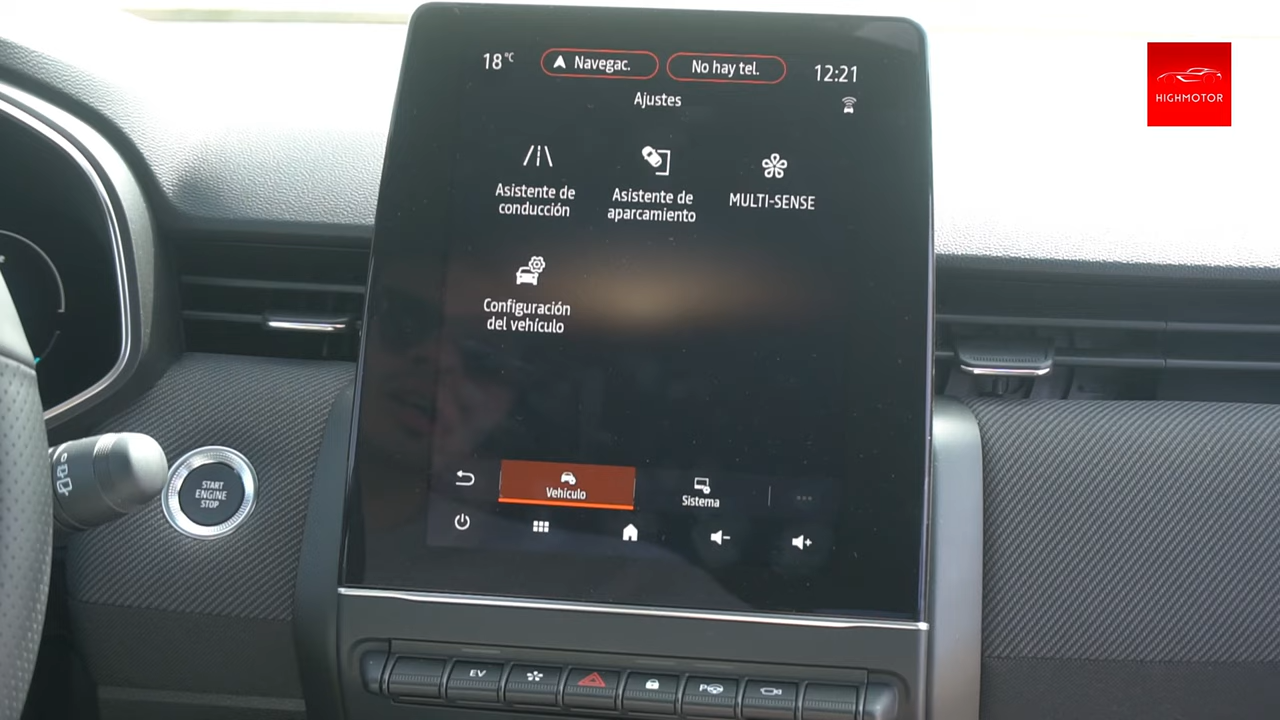 18°C
Navegac.
No hay tel.
12:21
HIGHMOTOR
Ajustes
Asistente de
conducción
Asistente de
aparcamiento
MULTI-SENSE
Configuración
del vehículo
START
ENGINE
STOP
Vehículo
Sistema
EV
P